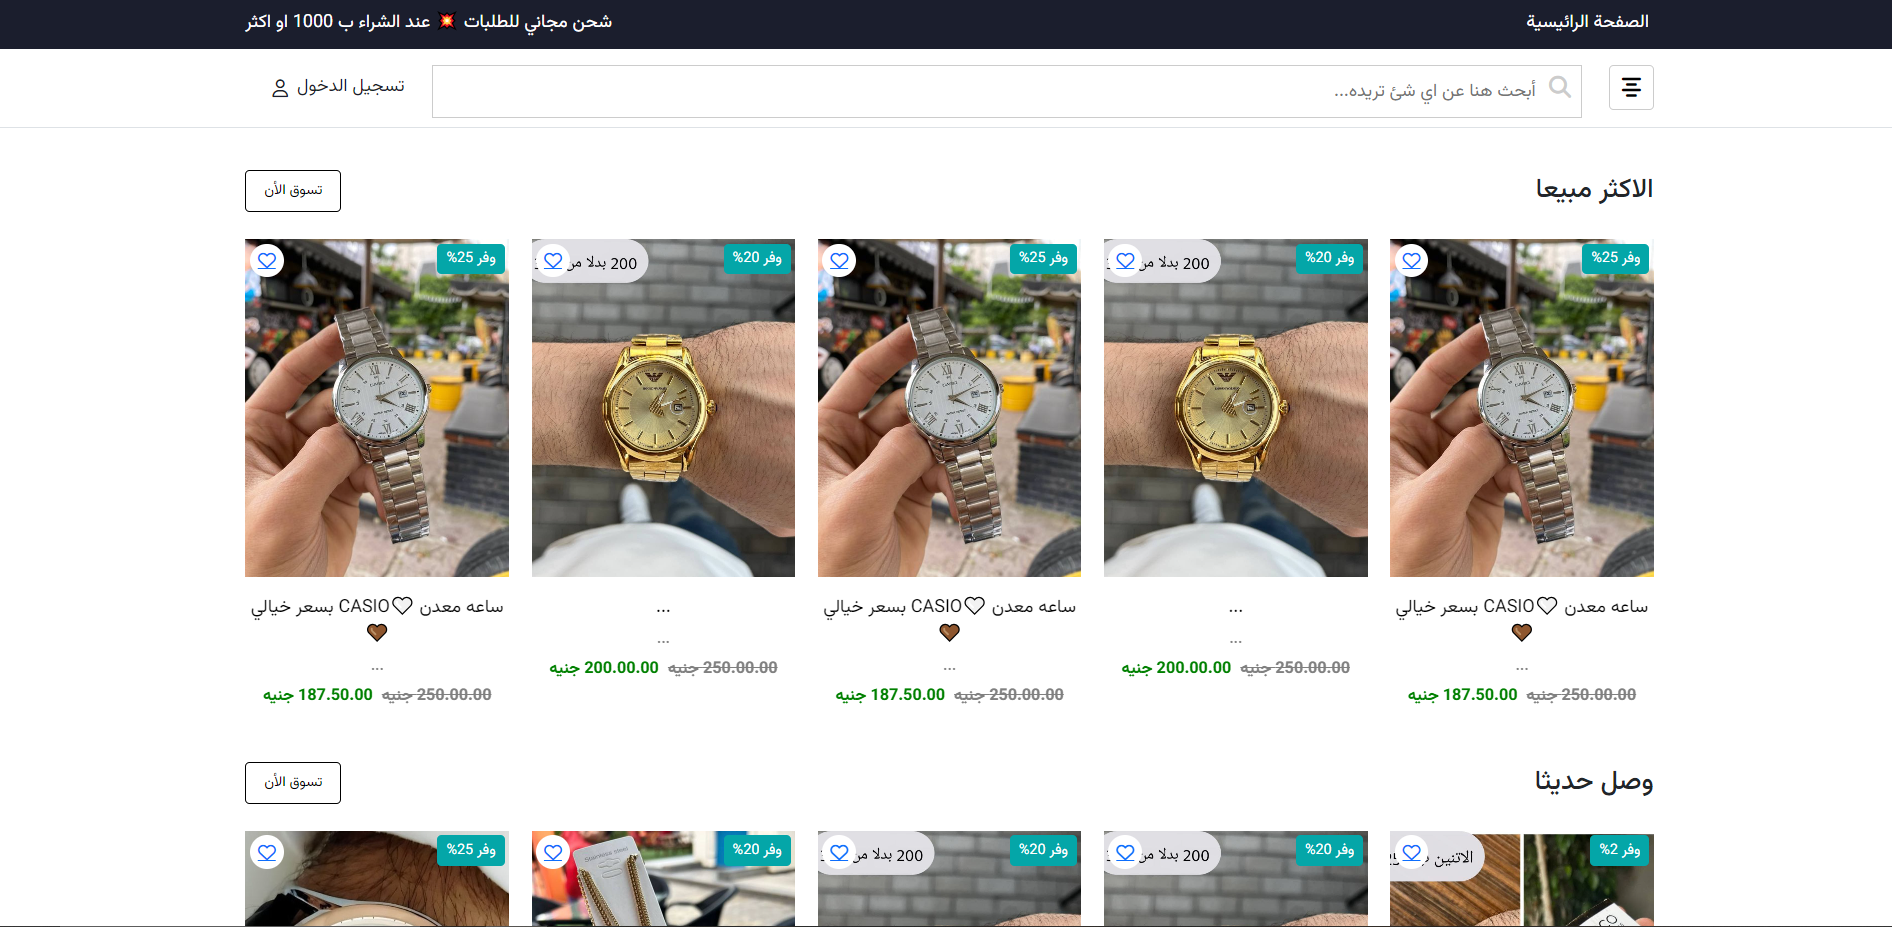 الصفحة الرائيسية
شحن مجاني للطلبات 💥 عند الشراء ب 1000 او اكثر
أبحث هنا عن اي شئ تريده...
تسجيل الدخول
الاكثر مبيعا
تسوق الأن
وفر 25%
وفر 20%
200 بدلا من
وفر 25%
وفر 20%
200 بدلا من
وفر 25%
CASIO
CASIO
CASIO
ساعه معدن ♡CASIO بسعر خيالي
🤎
...
250.00.00 جنيه 187.50.00 جنيه
...
...
250.00.00 جنيه 200.00.00 جنيه
ساعه معدن ♡CASIO بسعر خيالي
🤎
...
250.00.00 جنيه 187.50.00 جنيه
...
...
250.00.00 جنيه 200.00.00 جنيه
ساعه معدن ♡CASIO بسعر خيالي
🤎
...
250.00.00 جنيه 187.50.00 جنيه
وصل حديثا
تسوق الأن
وفر 2%
الاتنين
وفر 20%
200 بدلا من
وفر 20%
200 بدلا من
وفر 20%
Stainless steel
وفر 25%